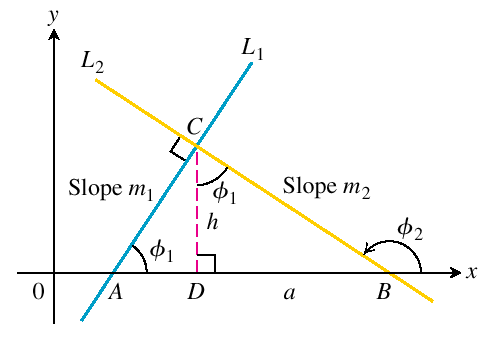 y
L₁
L₂
C
Slope m₁
ϕ₁
Slope m₂
h
ϕ₂
ϕ₁
x
0
A
D
a
B